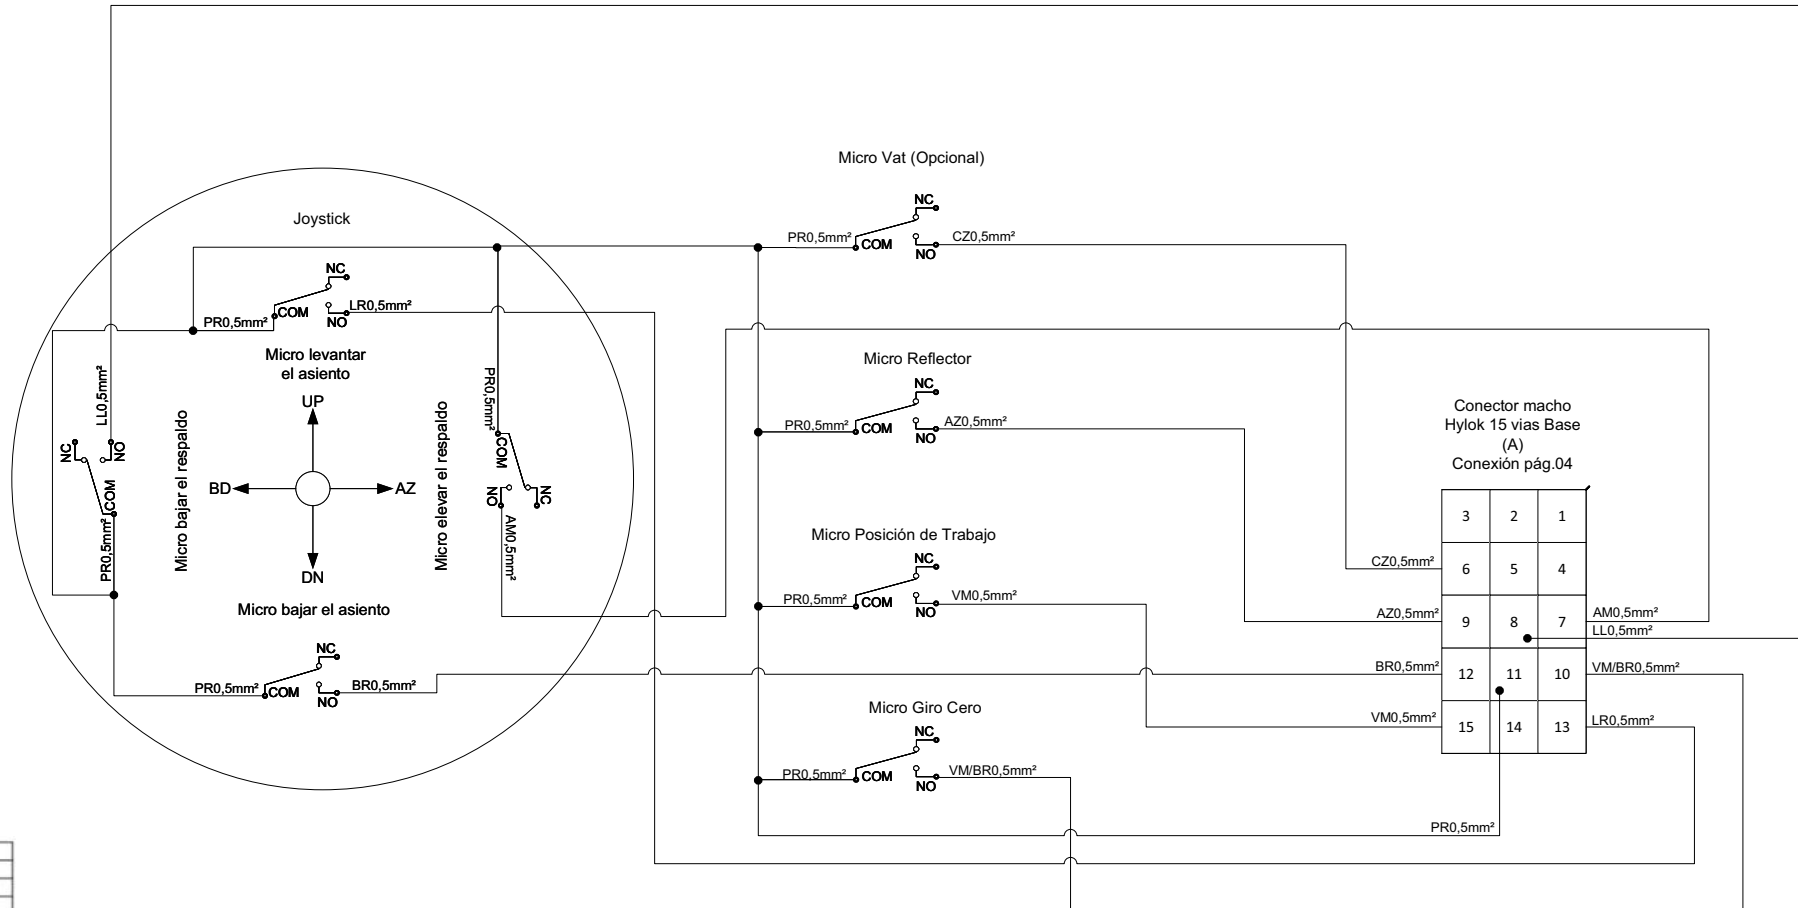 Micro Vat (Opcional)
NC
PR0,5mm²
COM
NO
CZ0,5mm²
Joystick
NC
PR0,5mm²
COM
NO
LR0,5mm²
Micro levantar
el asiento
LL0,5mm²
NC
NO
COM
PR0,5mm²
Micro bajar el respaldo
UP
BD
AZ
DN
Micro elevar el respaldo
PR0,5mm²
COM
NO
NC
AM0,5mm²
Micro bajar el asiento
NC
PR0,5mm²
COM
NO
BR0,5mm²
Micro Reflector
NC
PR0,5mm²
COM
NO
AZ0,5mm²
Micro Posición de Trabajo
NC
PR0,5mm²
COM
NO
VM0,5mm²
Micro Giro Cero
NC
PR0,5mm²
COM
NO
VM/BR0,5mm²
Conector macho
Hylok 15 vias Base
(A)
Conexión pág.04
3 2 1
CZ0,5mm² 6 5 4
AZ0,5mm² 9 8 7 AM0,5mm²
LL0,5mm²
BR0,5mm² 12 11 10 VM/BR0,5mm²
VM0,5mm² 15 14 13 LR0,5mm²
PR0,5mm²